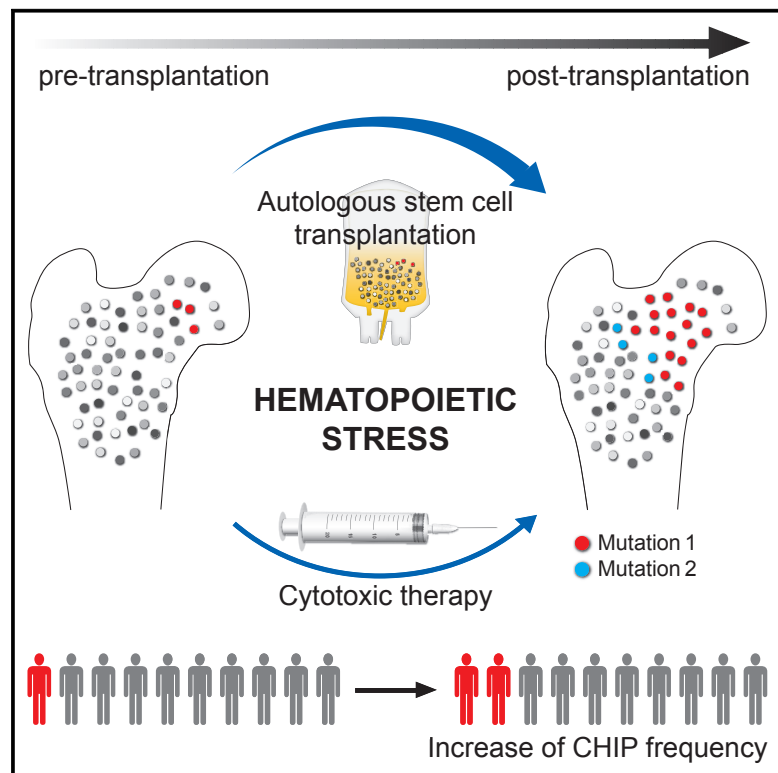 pre-transplantation
post-transplantation
Autologous stem cell
transplantation
HEMATOPOIETIC
STRESS
Mutation 1
Mutation 2
Cytotoxic therapy
Increase of CHIP frequency